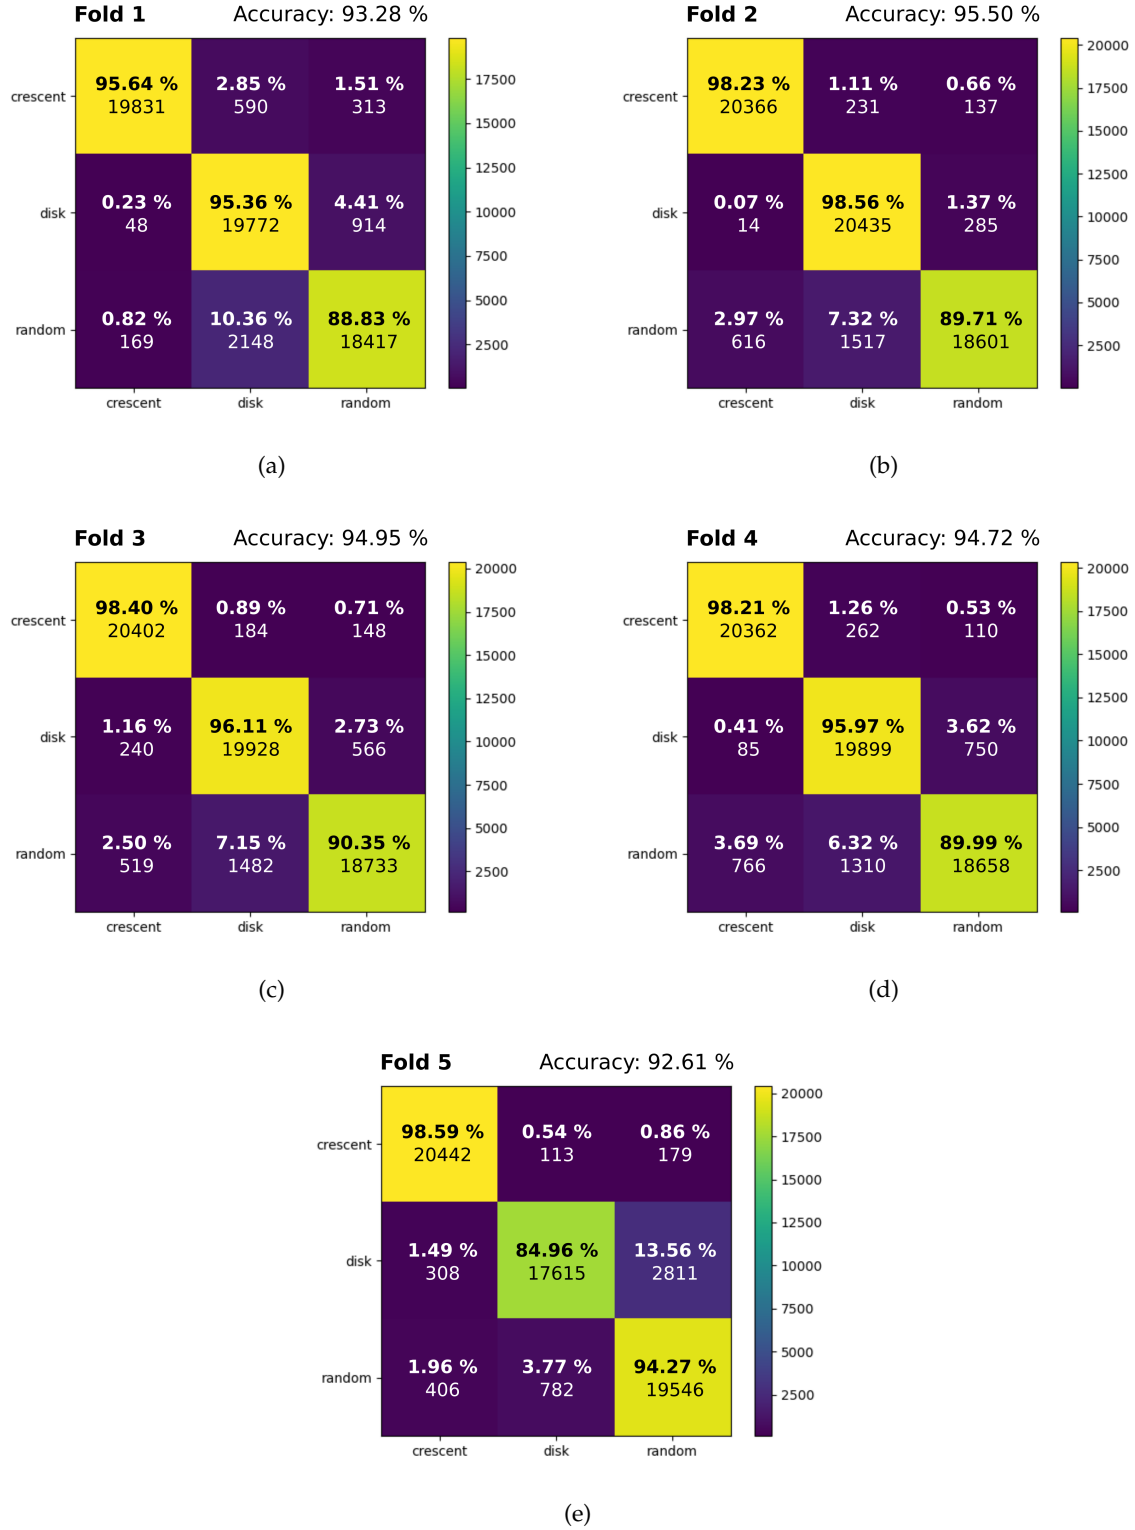 Fold 1 Accuracy: 93.28 %
crescent 95.64 % 2.85 % 1.51 %
19831 590 313
disk 0.23 % 95.36 % 4.41 %
48 19772 914
random 0.82 % 10.36 % 88.83 %
169 2148 18417
crescent disk random
17500
15000
12500
10000
7500
5000
2500
(a)
Fold 2 Accuracy: 95.50 %
crescent 98.23 % 1.11 % 0.66 %
20366 231 137
disk 0.07 % 98.56 % 1.37 %
14 20435 285
random 2.97 % 7.32 % 89.71 %
616 1517 18601
crescent disk random
20000
17500
15000
12500
10000
7500
5000
2500
(b)
Fold 3 Accuracy: 94.95 %
crescent 98.40 % 0.89 % 0.71 %
20402 184 148
disk 1.16 % 96.11 % 2.73 %
240 19928 566
random 2.50 % 7.15 % 90.35 %
519 1482 18733
crescent disk random
20000
17500
15000
12500
10000
7500
5000
2500
(c)
Fold 4 Accuracy: 94.72 %
crescent 98.21 % 1.26 % 0.53 %
20362 262 110
disk 0.41 % 95.97 % 3.62 %
85 19899 750
random 3.69 % 6.32 % 89.99 %
766 1310 18658
crescent disk random
20000
17500
15000
12500
10000
7500
5000
2500
(d)
Fold 5 Accuracy: 92.61 %
crescent 98.59 % 0.54 % 0.86 %
20442 113 179
disk 1.49 % 84.96 % 13.56 %
308 17615 2811
random 1.96 % 3.77 % 94.27 %
406 782 19546
crescent disk random
20000
17500
15000
12500
10000
7500
5000
2500
(e)